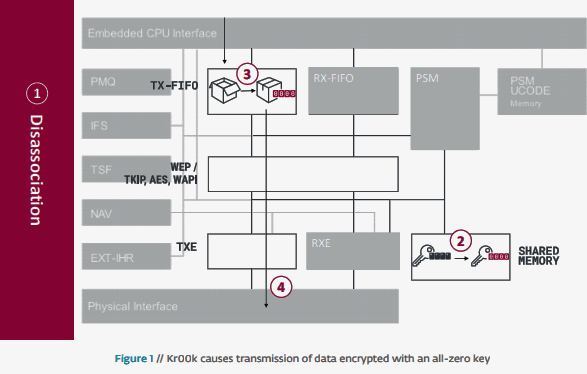 1
Disassociation
Embedded CPU Interface
PMQ
TX-FIFO
3
0000
RX-FIFO
PSM
PSM
UCODE
Memory
IFS
TSF
WEP /
TKIP, AES, WAPI
NAV
TXE
RXE
2
0000
SHARED
MEMORY
EXT-IHR
4
Physical Interface
Figure 1 // Kr00k causes transmission of data encrypted with an all-zero key